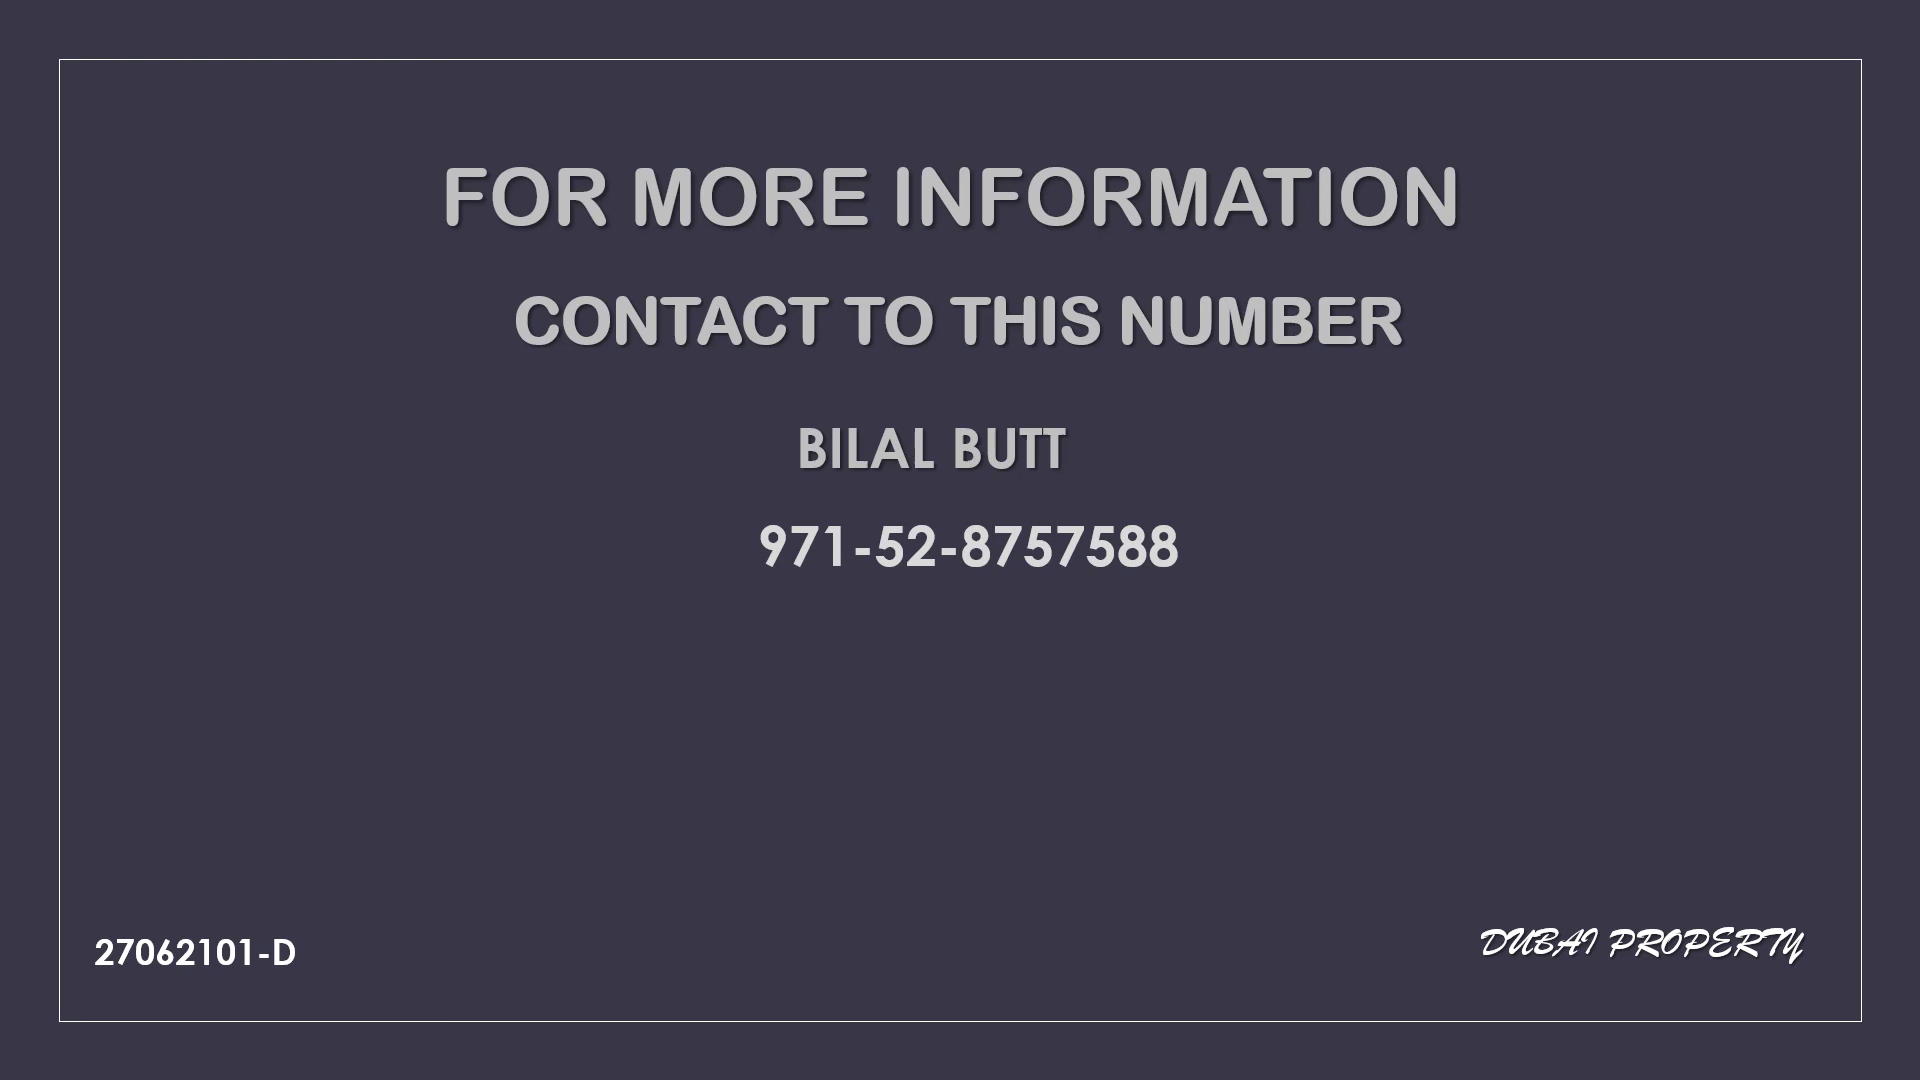 FOR MORE INFORMATION
CONTACT TO THIS NUMBER
BILAL BUTT
971-52-8757588
27062101-D
DUBAI PROPERTY